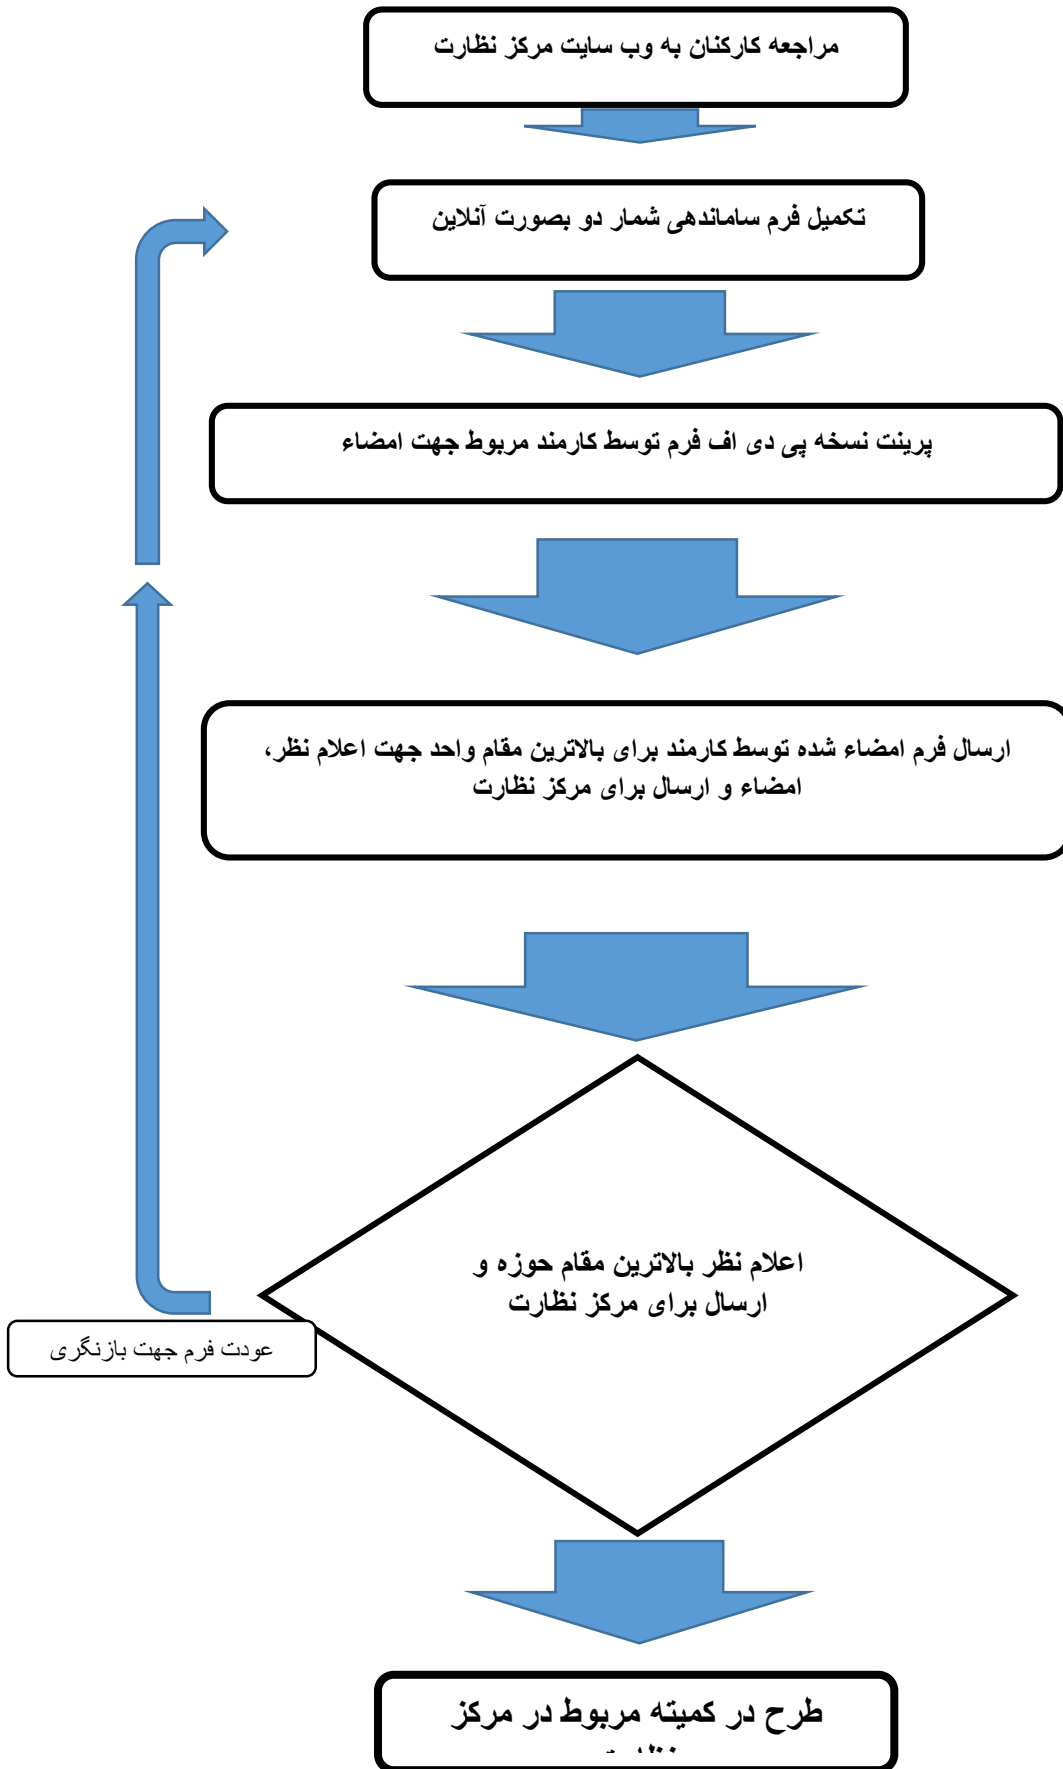 مراجعه کارکنان به وب سایت مرکز نظارت
تکمیل فرم ساماندهی شمار دو بصورت آنلاین
پرینت نسخه پی دی اف فرم توسط کارمند مربوط جهت امضاء
ارسال فرم امضاء شده توسط کارمند برای بالاترین مقام واحد جهت اعلام نظر،
امضاء و ارسال برای مرکز نظارت
اعلام نظر بالاترین مقام حوزه و
ارسال برای مرکز نظارت
عودت فرم جهت بازنگری
طرح در کمیته مربوط در مرکز